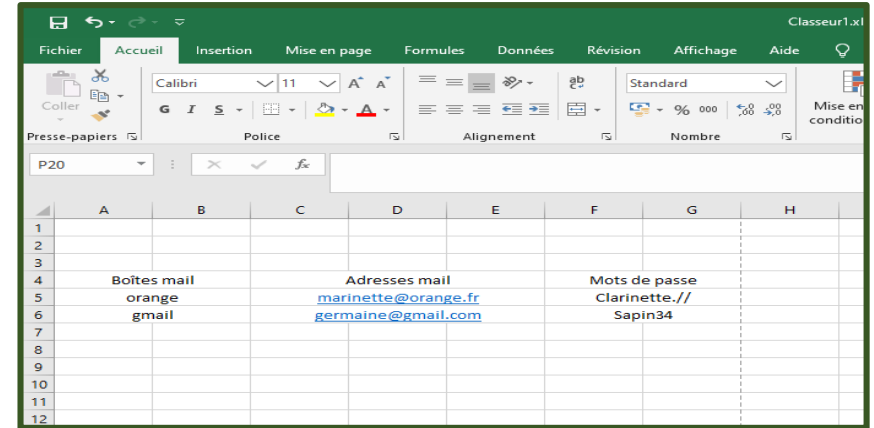 Classeur1.xl
Fichier Accueil Insertion Mise en page Formules Données Révision Affichage Aide
Calibri 11 A A ab Standard
Coller G I S A % 000 ,00 ,00 Mise en
conditio
Presse-papiers Police Alignement Nombre
P20 fx
A B C D E F G H
1
2
3
4 Boîtes mail Adresses mail Mots de passe
5 orange marinette@orange.fr Clarinette.//
6 gmail germaine@gmail.com Sapin34
7
8
9
10
11
12